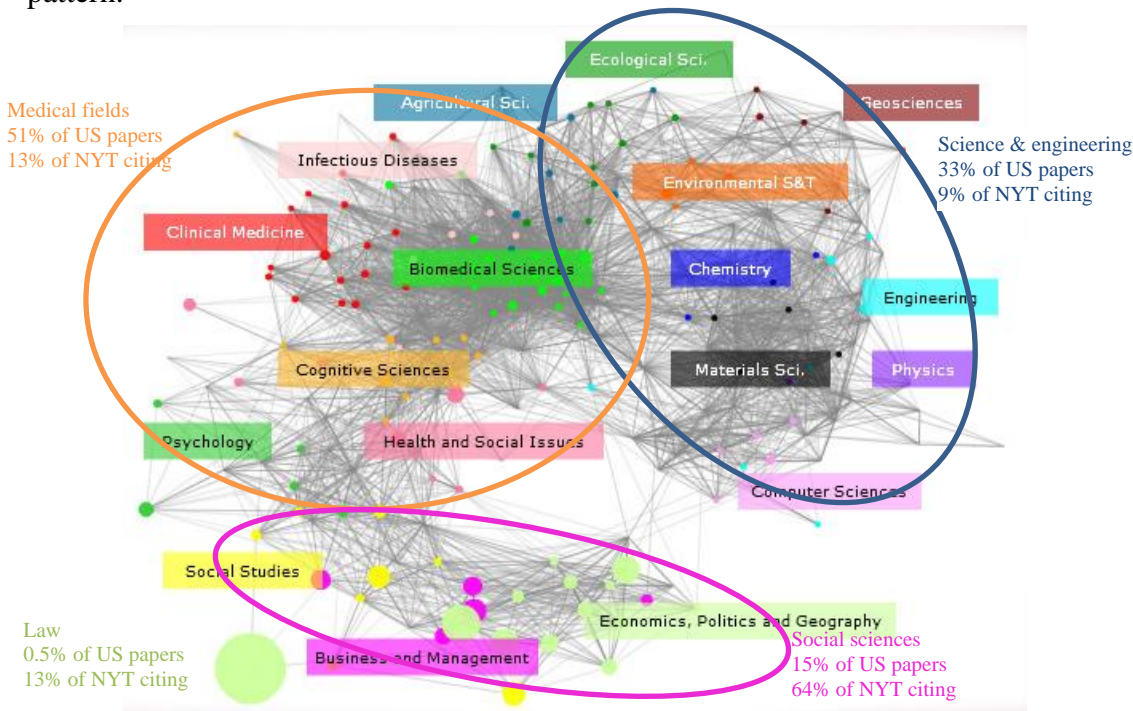 pattern.
Ecological Sci.
Agricultural Sci.
Geosciences
Medical fields
51% of US papers
13% of NYT citing
Science & engineering
33% of US papers
9% of NYT citing
Infectious Diseases
Environmental S&T
Clinical Medicine
Biomedical Sciences
Chemistry
Engineering
Cognitive Sciences
Materials Sci.
Physics
Psychology
Health and Social Issues
Computer Sciences
Social Studies
Economics, Politics and Geography
Law
0.5% of US papers
13% of NYT citing
Business and Management
Social sciences
15% of US papers
64% of NYT citing